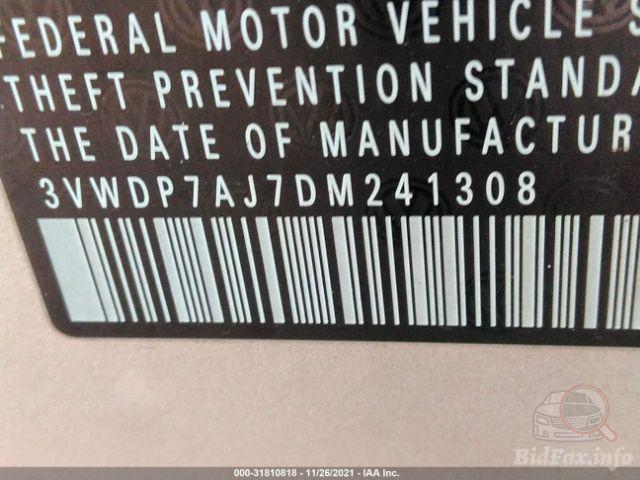 FEDERAL MOTOR VEHICLE S
THEFT PREVENTION STANDA
THE DATE OF MANUFACTUR
3VWDP7AJ7DM241308
BidFax.info
000-31810818 - 11/26/2021 - IAA Inc.